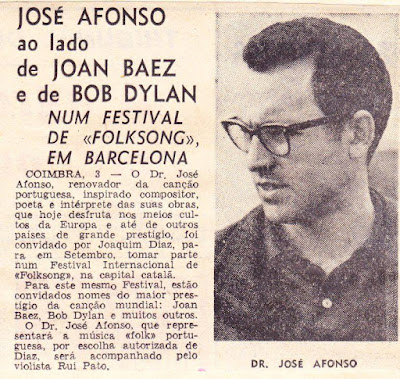 JOSÉ AFONSO
ao lado
de JOAN BAEZ
e de BOB DYLAN
NUM FESTIVAL
DE «FOLKSONG»,
EM BARCELONA
COIMBRA, 3 — O Dr. José
Afonso, renovador da canção
portuguesa, inspirado compositor,
poeta e intérprete das suas obras,
que hoje desfruta nos meios cul-
tos da Europa e até de outros
países de grande prestígio, foi
convidado por Joaquim Diaz, pa-
ra em Setembro, tomar parte
num Festival Internacional de
«Folksong», na capital catalã.
Para este mesmo Festival, estão
convidados nomes do maior pres-
tígio da canção mundial: Joan
Baez, Bob Dylan e muitos outros.
O Dr. José Afonso, que repre-
sentará a música «folk» portu-
guesa, por escolha autorizada de
Diaz, será acompanhado pelo
violista Rui Pato.
DR. JOSÉ AFONSO